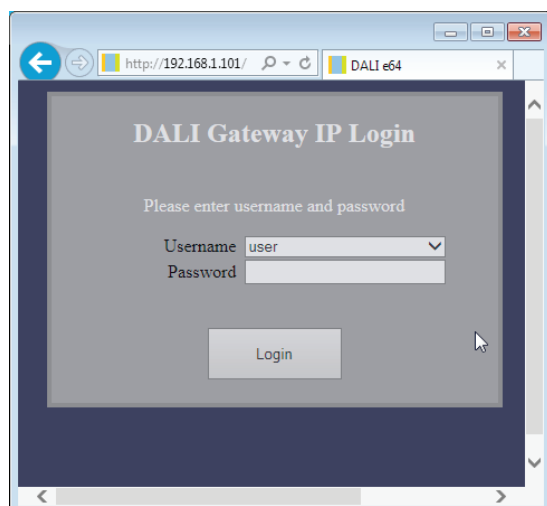 http://192.168.1.101/
DALI e64
DALI Gateway IP Login
Please enter username and password
Username user
Password
Login